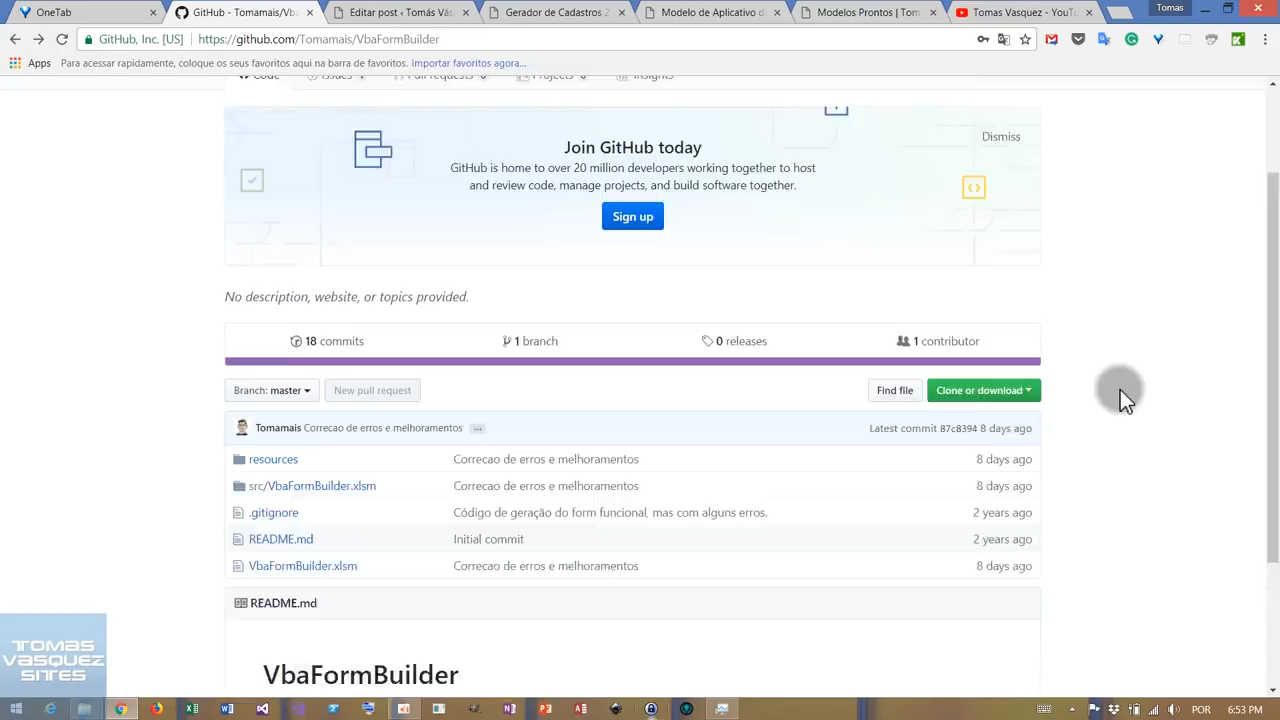 OneTab
GitHub - Tomamais/Vba
Editar post ‹ Tomás Vás
Gerador de Cadastros 2
Modelo de Aplicativo d
Modelos Prontos | Tom
Tomas Vasquez - YouTu
Tomas
GitHub, Inc. [US]
https://github.com/Tomamais/VbaFormBuilder
Apps
Para acessar rapidamente, coloque os seus favoritos aqui na barra de favoritos. Importar favoritos agora...
Code
Issues
Pull requests
Projects
Insights
Join GitHub today
Dismiss
GitHub is home to over 20 million developers working together to host
and review code, manage projects, and build software together.
Sign up
No description, website, or topics provided.
18 commits
1 branch
0 releases
1 contributor
Branch: master
New pull request
Find file
Clone or download
Tomamais Correcao de erros e melhoramentos
Latest commit 87c8394 8 days ago
resources
Correcao de erros e melhoramentos
8 days ago
src/VbaFormBuilder.xlsm
Correcao de erros e melhoramentos
8 days ago
.gitignore
Código de geração do form funcional, mas com alguns erros.
2 years ago
README.md
Initial commit
2 years ago
VbaFormBuilder.xlsm
Correcao de erros e melhoramentos
8 days ago
README.md
VbaFormBuilder
TOMAS
VASQUEZ
SITES
POR
6:53 PM